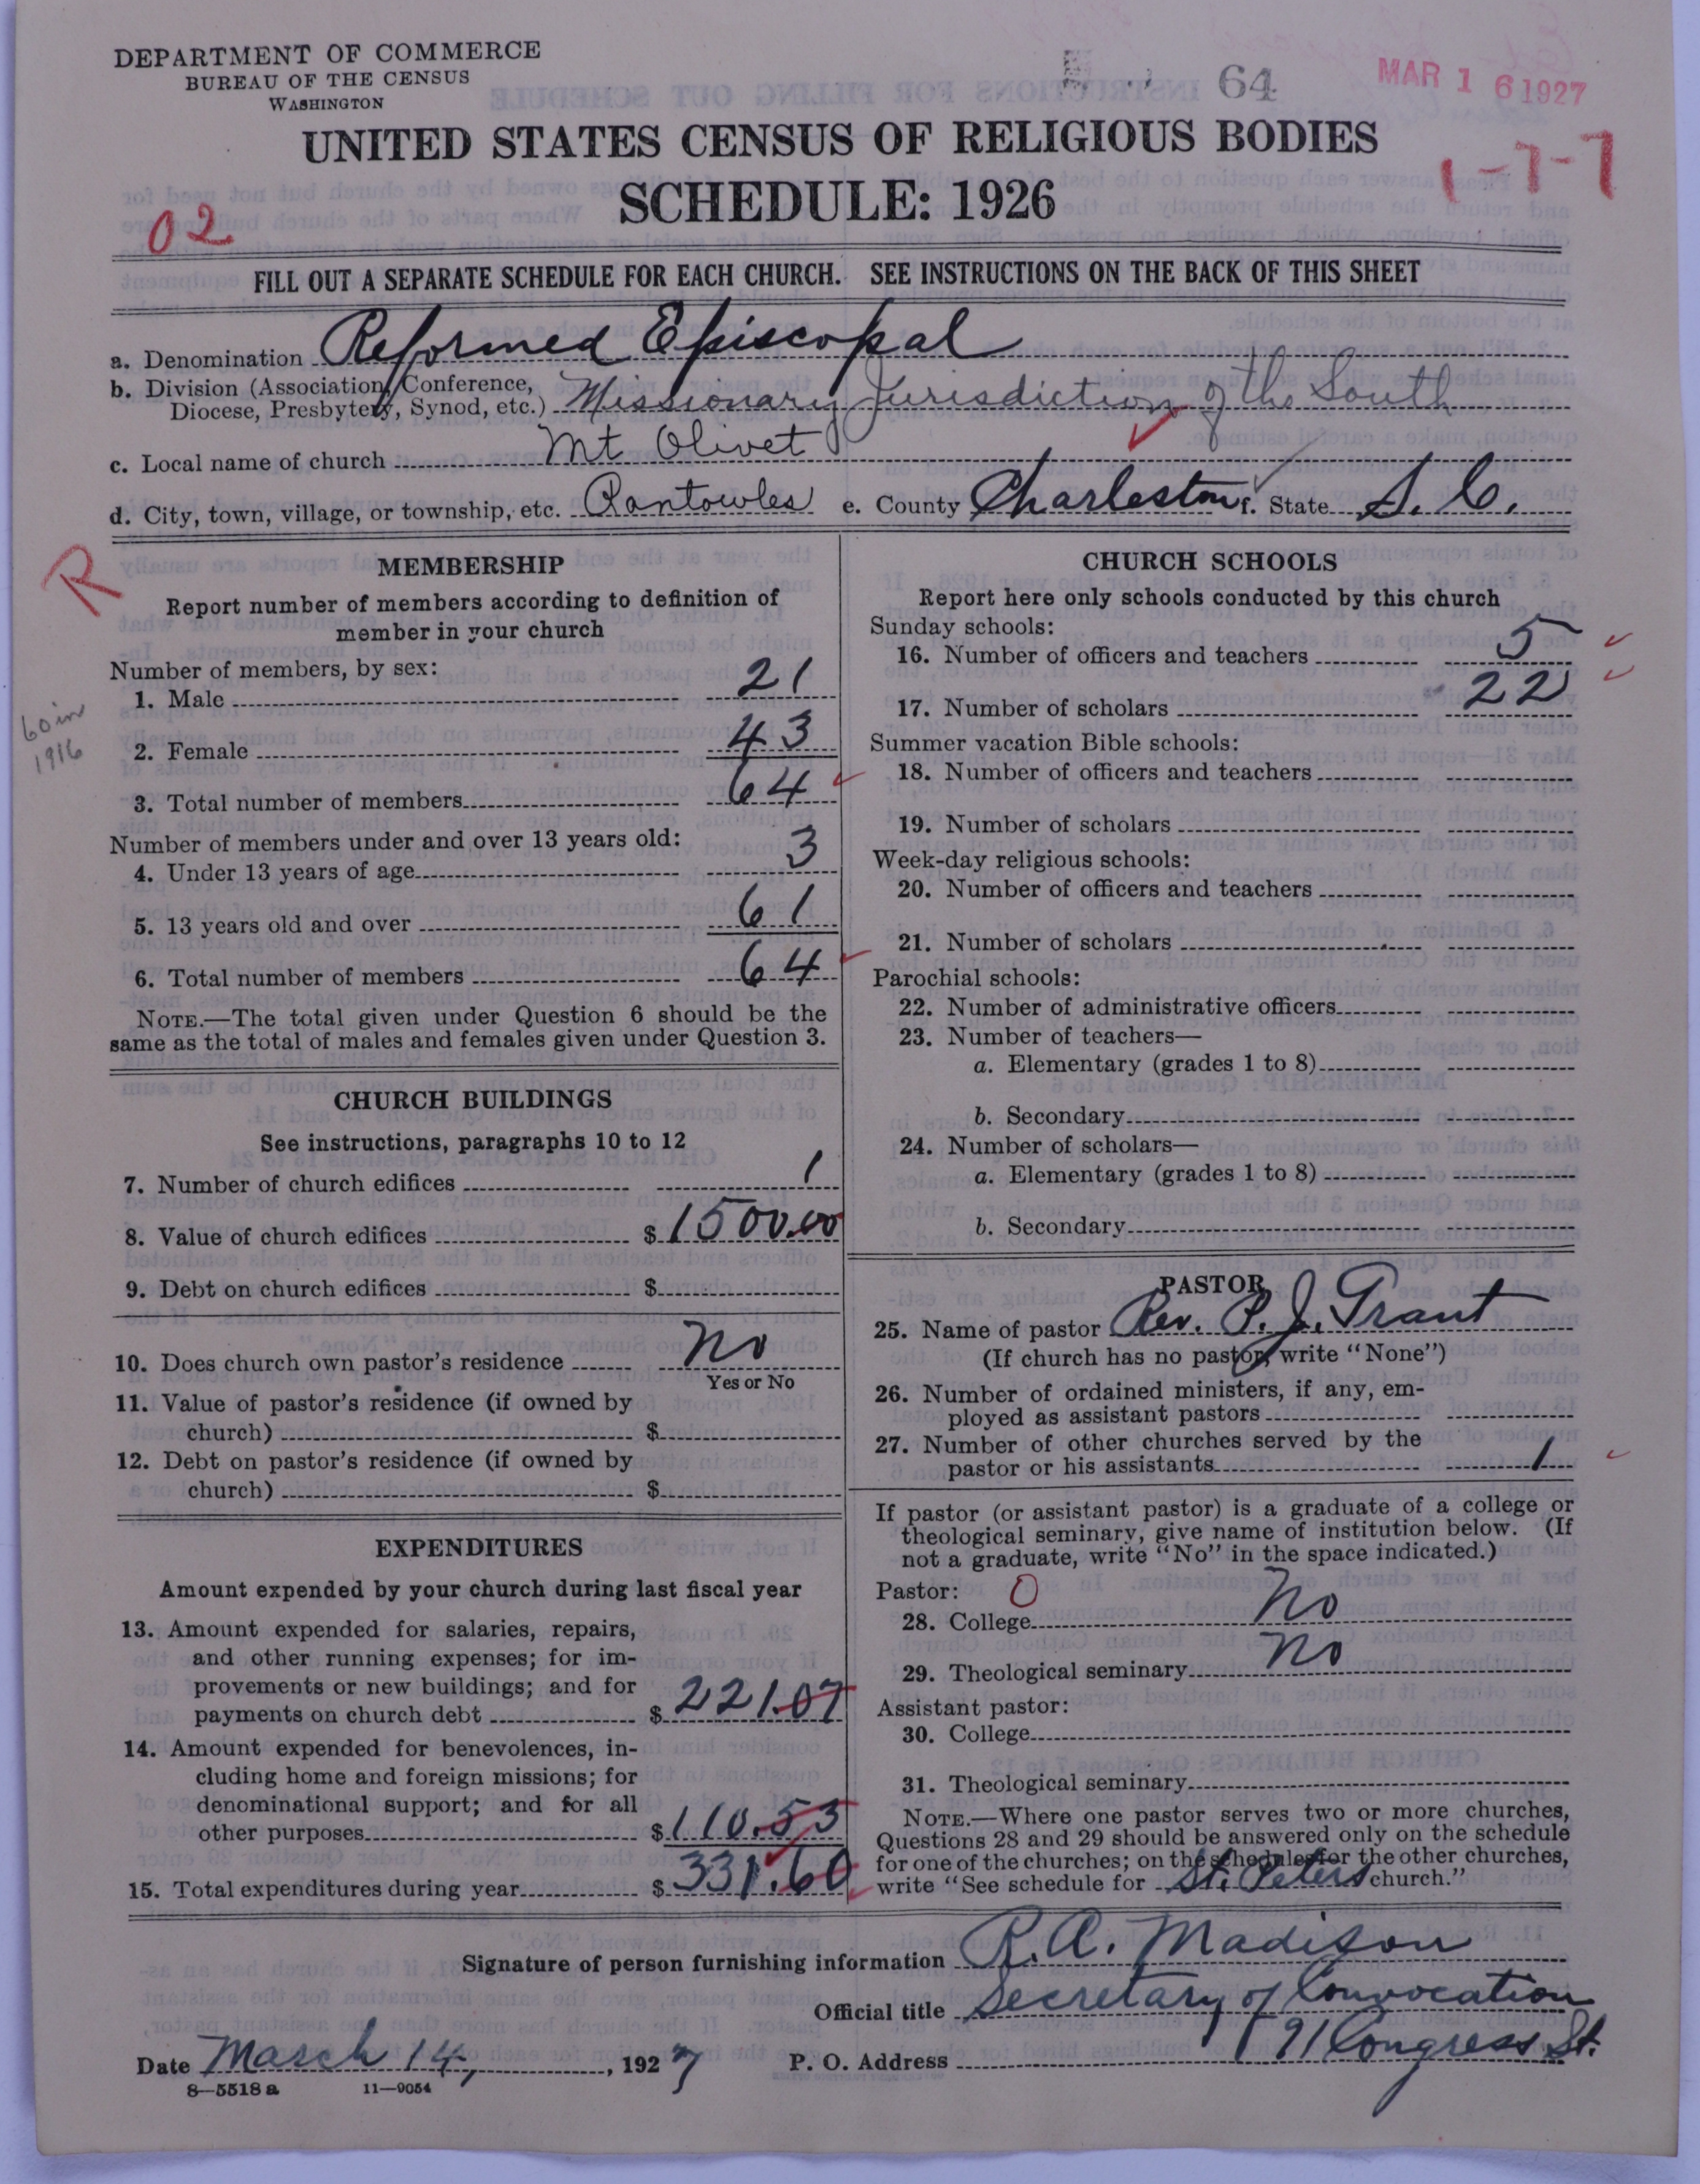 DEPARTMENT OF COMMERCE
BUREAU OF THE CENSUS
WASHINGTON
64
MAR 16 1927
UNITED STATES CENSUS OF RELIGIOUS BODIES
1-7-7
SCHEDULE: 1926
02
FILL OUT A SEPARATE SCHEDULE FOR EACH CHURCH. SEE INSTRUCTIONS ON THE BACK OF THIS SHEET
a. Denomination Reformed Episcopal
b. Division (Association, Conference,
Diocese, Presbytery, Synod, etc.) Missionary Jurisdiction of the South
c. Local name of church Mt Olivet
d. City, town, village, or township, etc. Rantowles e. County Charleston f. State S. C.
R
MEMBERSHIP
Report number of members according to definition of
member in your church
Number of members, by sex:
1. Male 21
60 in
1916
2. Female 43
3. Total number of members 64
Number of members under and over 13 years old:
4. Under 13 years of age 3
5. 13 years old and over 61
6. Total number of members 64
NOTE.—The total given under Question 6 should be the
same as the total of males and females given under Question 3.
CHURCH BUILDINGS
See instructions, paragraphs 10 to 12
7. Number of church edifices 1
8. Value of church edifices $ 1500.00
9. Debt on church edifices $
10. Does church own pastor's residence No
Yes or No
11. Value of pastor's residence (if owned by
church) $
12. Debt on pastor's residence (if owned by
church) $
EXPENDITURES
Amount expended by your church during last fiscal year
13. Amount expended for salaries, repairs,
and other running expenses; for im-
provements or new buildings; and for
payments on church debt $ 221.07
14. Amount expended for benevolences, in-
cluding home and foreign missions; for
denominational support; and for all
other purposes $ 110.53
15. Total expenditures during year $ 331.60
CHURCH SCHOOLS
Report here only schools conducted by this church
Sunday schools:
16. Number of officers and teachers 5
17. Number of scholars 22
Summer vacation Bible schools:
18. Number of officers and teachers
19. Number of scholars
Week-day religious schools:
20. Number of officers and teachers
21. Number of scholars
Parochial schools:
22. Number of administrative officers
23. Number of teachers—
a. Elementary (grades 1 to 8)
b. Secondary
24. Number of scholars—
a. Elementary (grades 1 to 8)
b. Secondary
PASTOR
25. Name of pastor Rev. P. J. Grant
(If church has no pastor, write "None")
26. Number of ordained ministers, if any, em-
ployed as assistant pastors
27. Number of other churches served by the
pastor or his assistants 1
If pastor (or assistant pastor) is a graduate of a college or
theological seminary, give name of institution below. (If
not a graduate, write "No" in the space indicated.)
Pastor: 0
28. College No
29. Theological seminary No
Assistant pastor:
30. College
31. Theological seminary
NOTE.—Where one pastor serves two or more churches,
Questions 28 and 29 should be answered only on the schedule
for one of the churches; on the schedules for the other churches,
write "See schedule for St. Peters church."
Signature of person furnishing information R. A. Madison
Official title Secretary of Convocation
Date March 14, 1927 P. O. Address 191 Congress St.
8—5518 a 11—9054